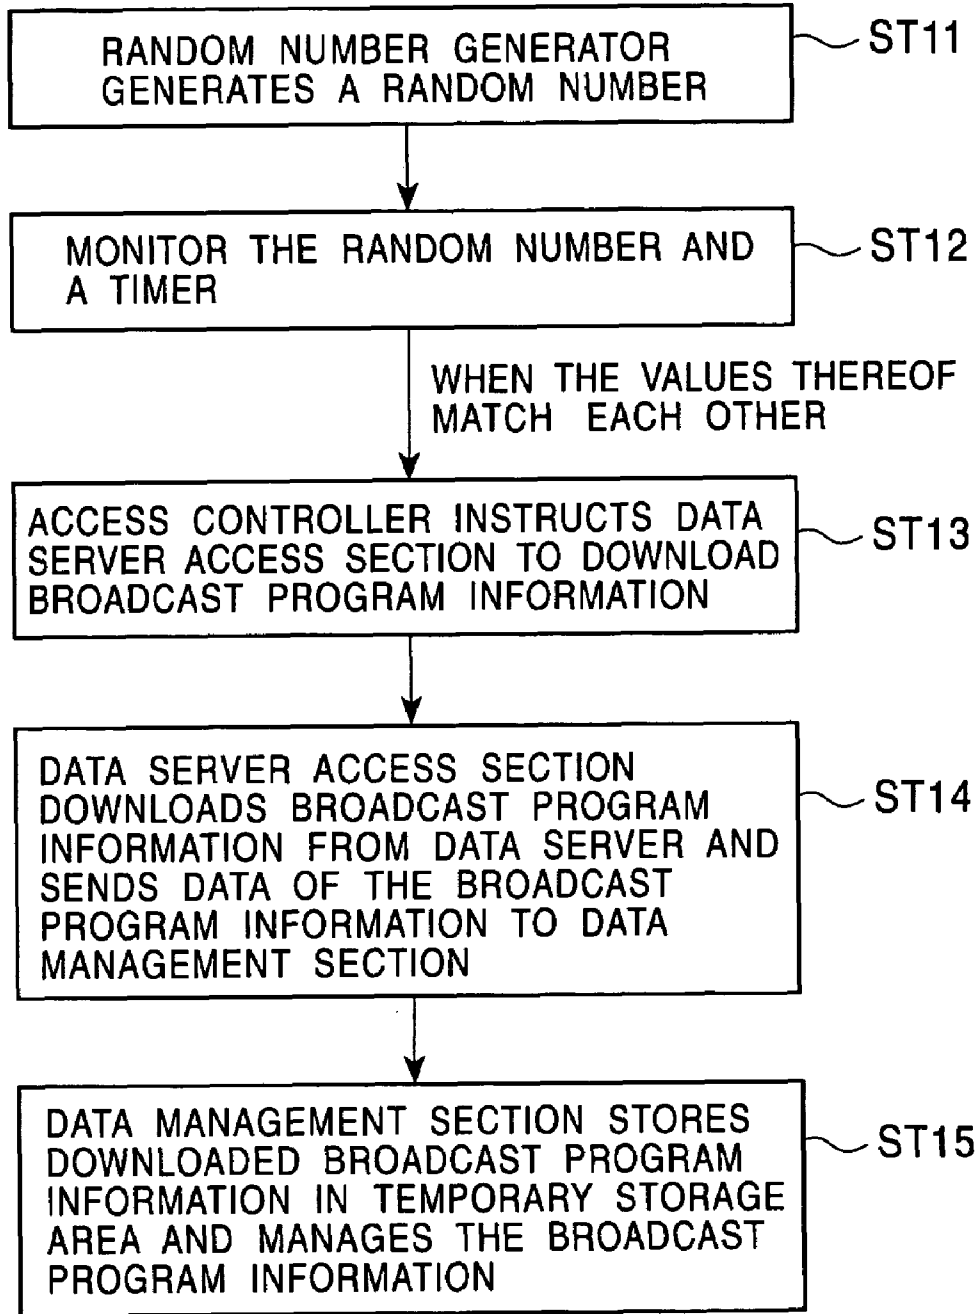 RANDOM NUMBER GENERATOR
GENERATES A RANDOM NUMBER
ST11
MONITOR THE RANDOM NUMBER AND
A TIMER
ST12
WHEN THE VALUES THEREOF
MATCH EACH OTHER
ACCESS CONTROLLER INSTRUCTS DATA
SERVER ACCESS SECTION TO DOWNLOAD
BROADCAST PROGRAM INFORMATION
ST13
DATA SERVER ACCESS SECTION
DOWNLOADS BROADCAST PROGRAM
INFORMATION FROM DATA SERVER AND
SENDS DATA OF THE BROADCAST
PROGRAM INFORMATION TO DATA
MANAGEMENT SECTION
ST14
DATA MANAGEMENT SECTION STORES
DOWNLOADED BROADCAST PROGRAM
INFORMATION IN TEMPORARY STORAGE
AREA AND MANAGES THE BROADCAST
PROGRAM INFORMATION
ST15